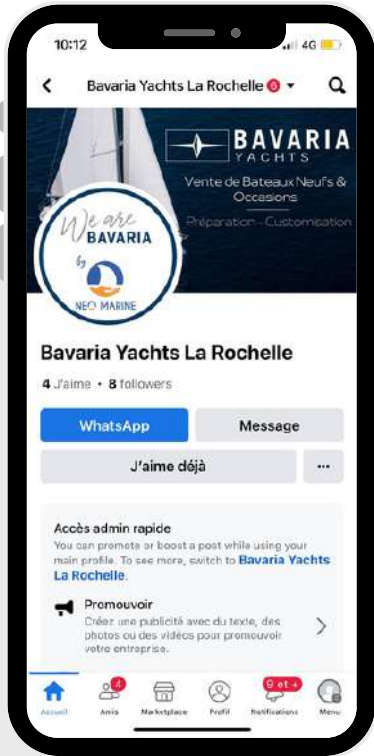 10:12
4G
Bavaria Yachts La Rochelle 6
BAVARIA
YACHTS
Vente de Bateaux Neufs &
Occasions
Préparation - Customisation
We are
BAVARIA
by
NEO MARINE
Bavaria Yachts La Rochelle
4 J'aime • 8 followers
WhatsApp
Message
J'aime déjà
...
Accès admin rapide
You can promote or boost a post while using your
main profile. To see more, switch to Bavaria Yachts
La Rochelle.
Promouvoir
Créer une publicité avec du texte, des
photos ou des vidéos pour promouvoir
votre entreprise.
4
9 et +
Accueil
Amis
Marketplace
Profil
Notifications
Menu